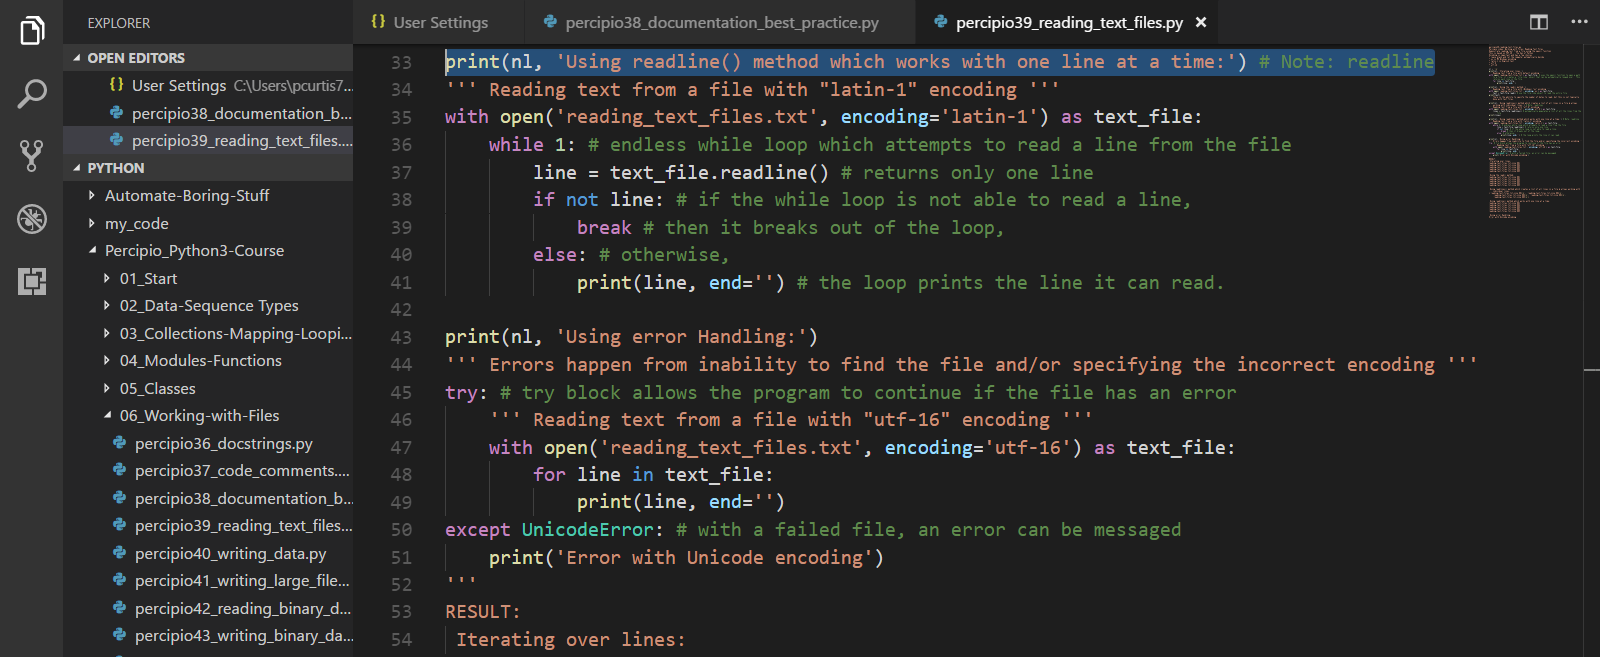 EXPLORER
OPEN EDITORS
{} User Settings C:\Users\pcurtis7...
percipio38_documentation_b...
percipio39_reading_text_files....
PYTHON
Automate-Boring-Stuff
my_code
Percipio_Python3-Course
01_Start
02_Data-Sequence Types
03_Collections-Mapping-Loopi...
04_Modules-Functions
05_Classes
06_Working-with-Files
percipio36_docstrings.py
percipio37_code_comments....
percipio38_documentation_b...
percipio39_reading_text_files...
percipio40_writing_data.py
percipio41_writing_large_file...
percipio42_reading_binary_d...
percipio43_writing_binary_da...
{} User Settings percipio38_documentation_best_practice.py percipio39_reading_text_files.py ×
33 print(nl, 'Using readline() method which works with one line at a time:') # Note: readline
34 ''' Reading text from a file with "latin-1" encoding '''
35 with open('reading_text_files.txt', encoding='latin-1') as text_file:
36     while 1: # endless while loop which attempts to read a line from the file
37         line = text_file.readline() # returns only one line
38         if not line: # if the while loop is not able to read a line,
39             break # then it breaks out of the loop,
40         else: # otherwise,
41             print(line, end='') # the loop prints the line it can read.
42
43 print(nl, 'Using error Handling:')
44 ''' Errors happen from inability to find the file and/or specifying the incorrect encoding '''
45 try: # try block allows the program to continue if the file has an error
46     ''' Reading text from a file with "utf-16" encoding '''
47     with open('reading_text_files.txt', encoding='utf-16') as text_file:
48         for line in text_file:
49             print(line, end='')
50 except UnicodeError: # with a failed file, an error can be messaged
51     print('Error with Unicode encoding')
52 '''
53 RESULT:
54  Iterating over lines: